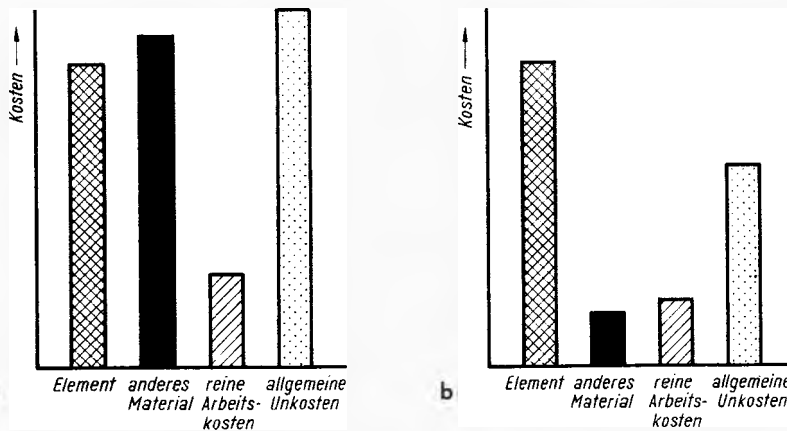 Kosten
Element
anderes
Material
reine
Arbeits-
kosten
allgemeine
Unkosten
b
Kosten
Element
anderes
Material
reine
Arbeits-
kosten
allgemeine
Unkosten